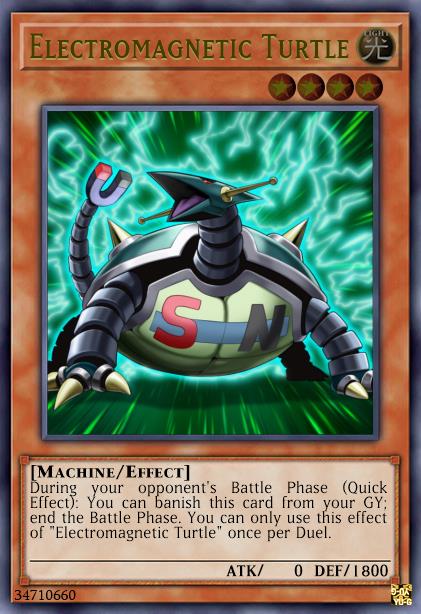 Electromagnetic Turtle
LIGHT
光
S N
[Machine/Effect]
During your opponent's Battle Phase (Quick
Effect): You can banish this card from your GY;
end the Battle Phase. You can only use this effect
of "Electromagnetic Turtle" once per Duel.
ATK/ 0 DEF/1800
34710660